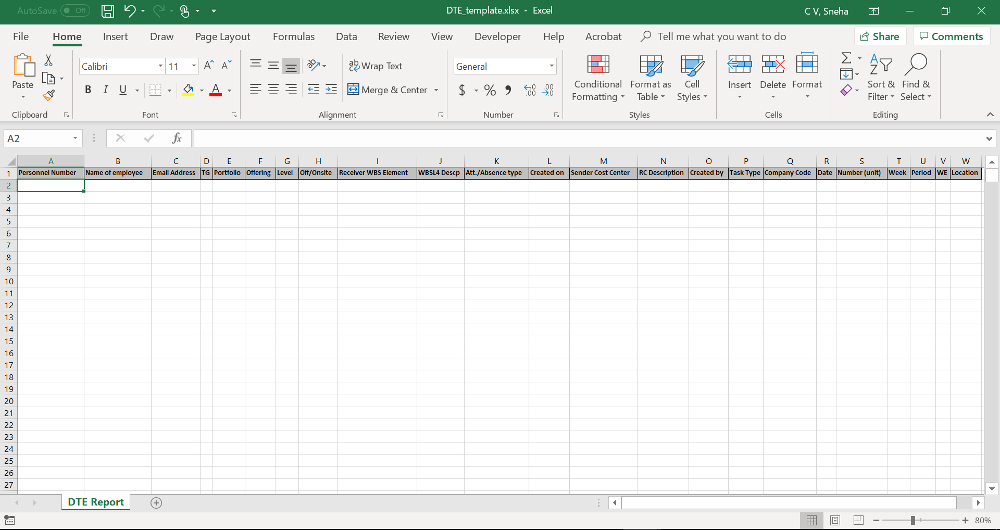 AutoSave Off DTE_template.xlsx - Excel C V, Sneha
File Home Insert Draw Page Layout Formulas Data Review View Developer Help Acrobat Tell me what you want to do Share Comments
Paste
Clipboard
Calibri 11
B I U A
Font
ab Wrap Text
Merge & Center
Alignment
General
$ % , .00 .00
Number
Conditional Formatting
Format as Table
Cell Styles
Styles
Insert Delete Format
Cells
Sort & Filter
Find & Select
Editing
A2 fx
A B C D E F G H I J K L M N O P Q R S T U V W
1 Personnel Number Name of employee Email Address TG Portfolio Offering Level Off/Onsite Receiver WBS Element WBSL4 Descp Att./Absence type Created on Sender Cost Center RC Description Created by Task Type Company Code Date Number (unit) Week Period WE Location
2
3
4
5
6
7
8
9
10
11
12
13
14
15
16
17
18
19
20
21
22
23
24
25
26
27
DTE Report
80%